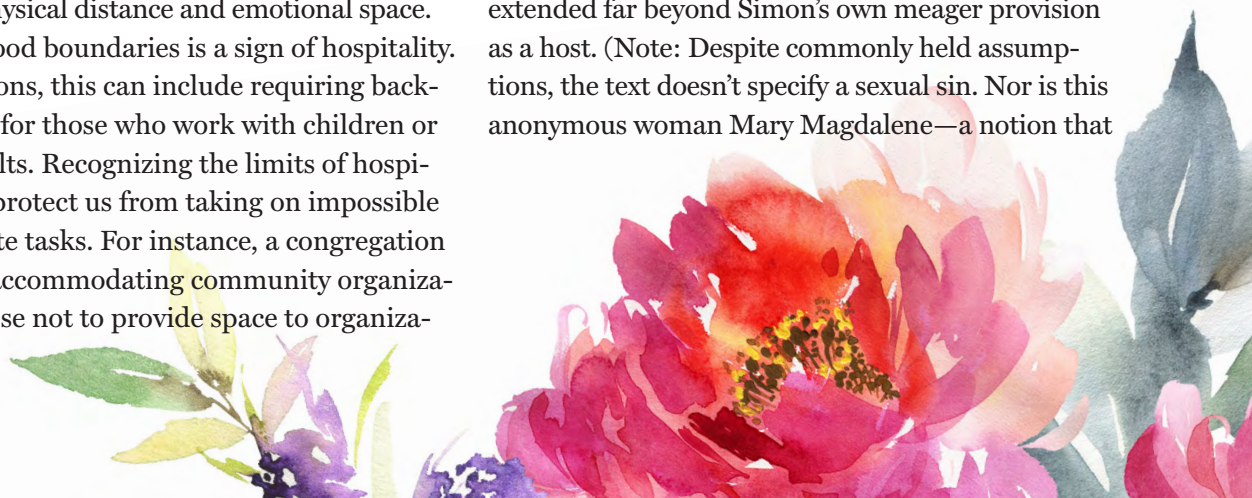 ysical distance and emotional space.
ood boundaries is a sign of hospitality.
ons, this can include requiring back-
for those who work with children or
lts. Recognizing the limits of hospi-
protect us from taking on impossible
te tasks. For instance, a congregation
accommodating community organiza-
se not to provide space to organiza-
extended far beyond Simon’s own meager provision
as a host. (Note: Despite commonly held assump-
tions, the text doesn’t specify a sexual sin. Nor is this
anonymous woman Mary Magdalene—a notion that